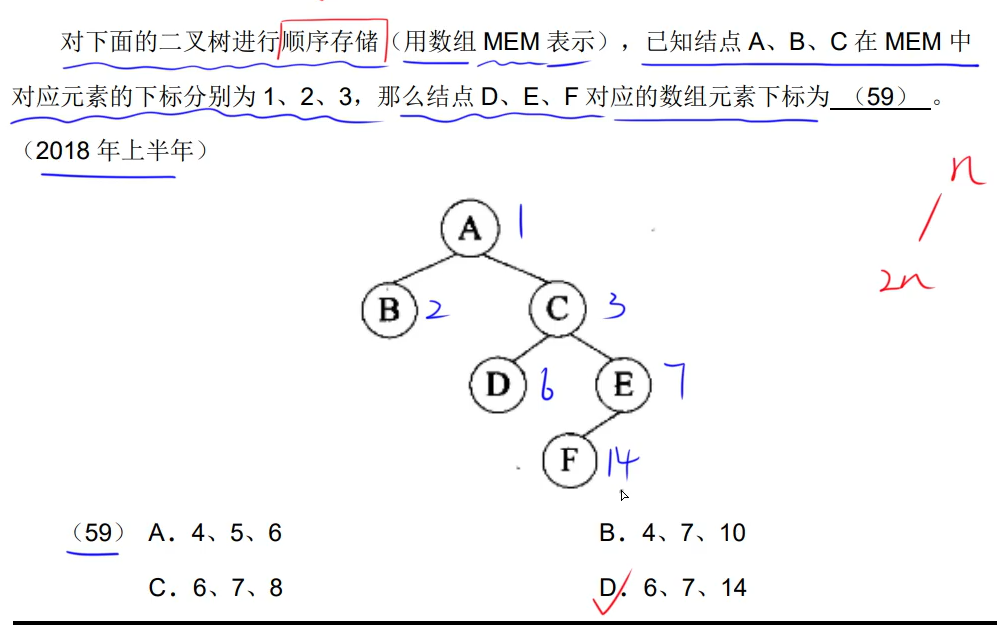 对下面的二叉树进行顺序存储（用数组 MEM 表示），已知结点 A、B、C 在 MEM 中
对应元素的下标分别为 1、2、3，那么结点 D、E、F 对应的数组元素下标为 （59） 。
（2018 年上半年）
n
2n
A 1
B 2 C 3
D 6 E 7
F 14
（59） A．4、5、6 B．4、7、10
C．6、7、8 D．6、7、14